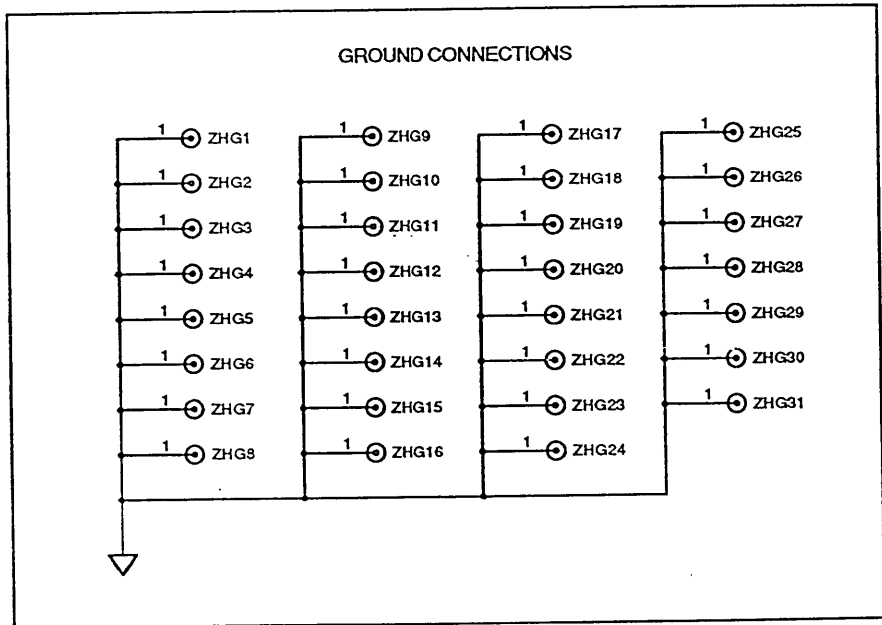 GROUND CONNECTIONS
1 ZHG1
1 ZHG2
1 ZHG3
1 ZHG4
1 ZHG5
1 ZHG6
1 ZHG7
1 ZHG8
1 ZHG9
1 ZHG10
1 ZHG11
1 ZHG12
1 ZHG13
1 ZHG14
1 ZHG15
1 ZHG16
1 ZHG17
1 ZHG18
1 ZHG19
1 ZHG20
1 ZHG21
1 ZHG22
1 ZHG23
1 ZHG24
1 ZHG25
1 ZHG26
1 ZHG27
1 ZHG28
1 ZHG29
1 ZHG30
1 ZHG31